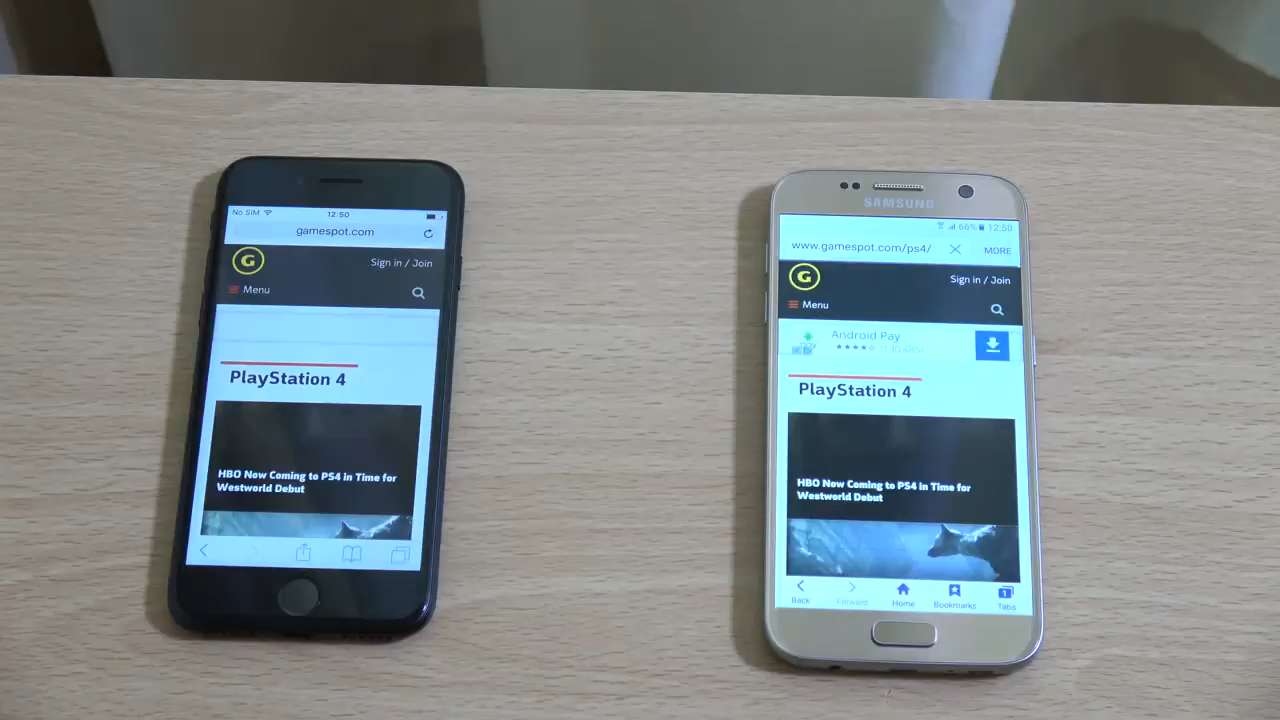 No SIM 12:50
gamespot.com
G
Sign in / Join
Menu
PlayStation 4
HBO Now Coming to PS4 in Time for
Westworld Debut
SAMSUNG
66% 12:50
www.gamespot.com/ps4/ MORE
G
Sign in / Join
Menu
Android Pay
PlayStation 4
HBO Now Coming to PS4 in Time for
Westworld Debut
Back Forward Home Bookmarks 1 Tabs